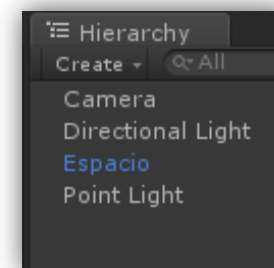 Hierarchy
Create All
Camera
Directional Light
Espacio
Point Light